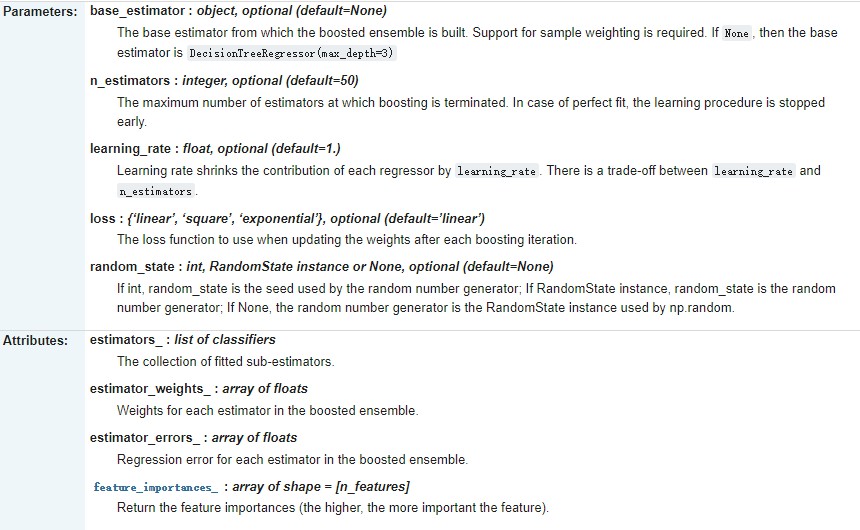 Parameters: base_estimator : object, optional (default=None)
The base estimator from which the boosted ensemble is built. Support for sample weighting is required. If None, then the base
estimator is DecisionTreeRegressor(max_depth=3)
n_estimators : integer, optional (default=50)
The maximum number of estimators at which boosting is terminated. In case of perfect fit, the learning procedure is stopped
early.
learning_rate : float, optional (default=1.)
Learning rate shrinks the contribution of each regressor by learning_rate. There is a trade-off between learning_rate and
n_estimators.
loss : {‘linear’, ‘square’, ‘exponential’}, optional (default=’linear’)
The loss function to use when updating the weights after each boosting iteration.
random_state : int, RandomState instance or None, optional (default=None)
If int, random_state is the seed used by the random number generator; If RandomState instance, random_state is the random
number generator; If None, the random number generator is the RandomState instance used by np.random.
Attributes: estimators_ : list of classifiers
The collection of fitted sub-estimators.
estimator_weights_ : array of floats
Weights for each estimator in the boosted ensemble.
estimator_errors_ : array of floats
Regression error for each estimator in the boosted ensemble.
feature_importances_ : array of shape = [n_features]
Return the feature importances (the higher, the more important the feature).